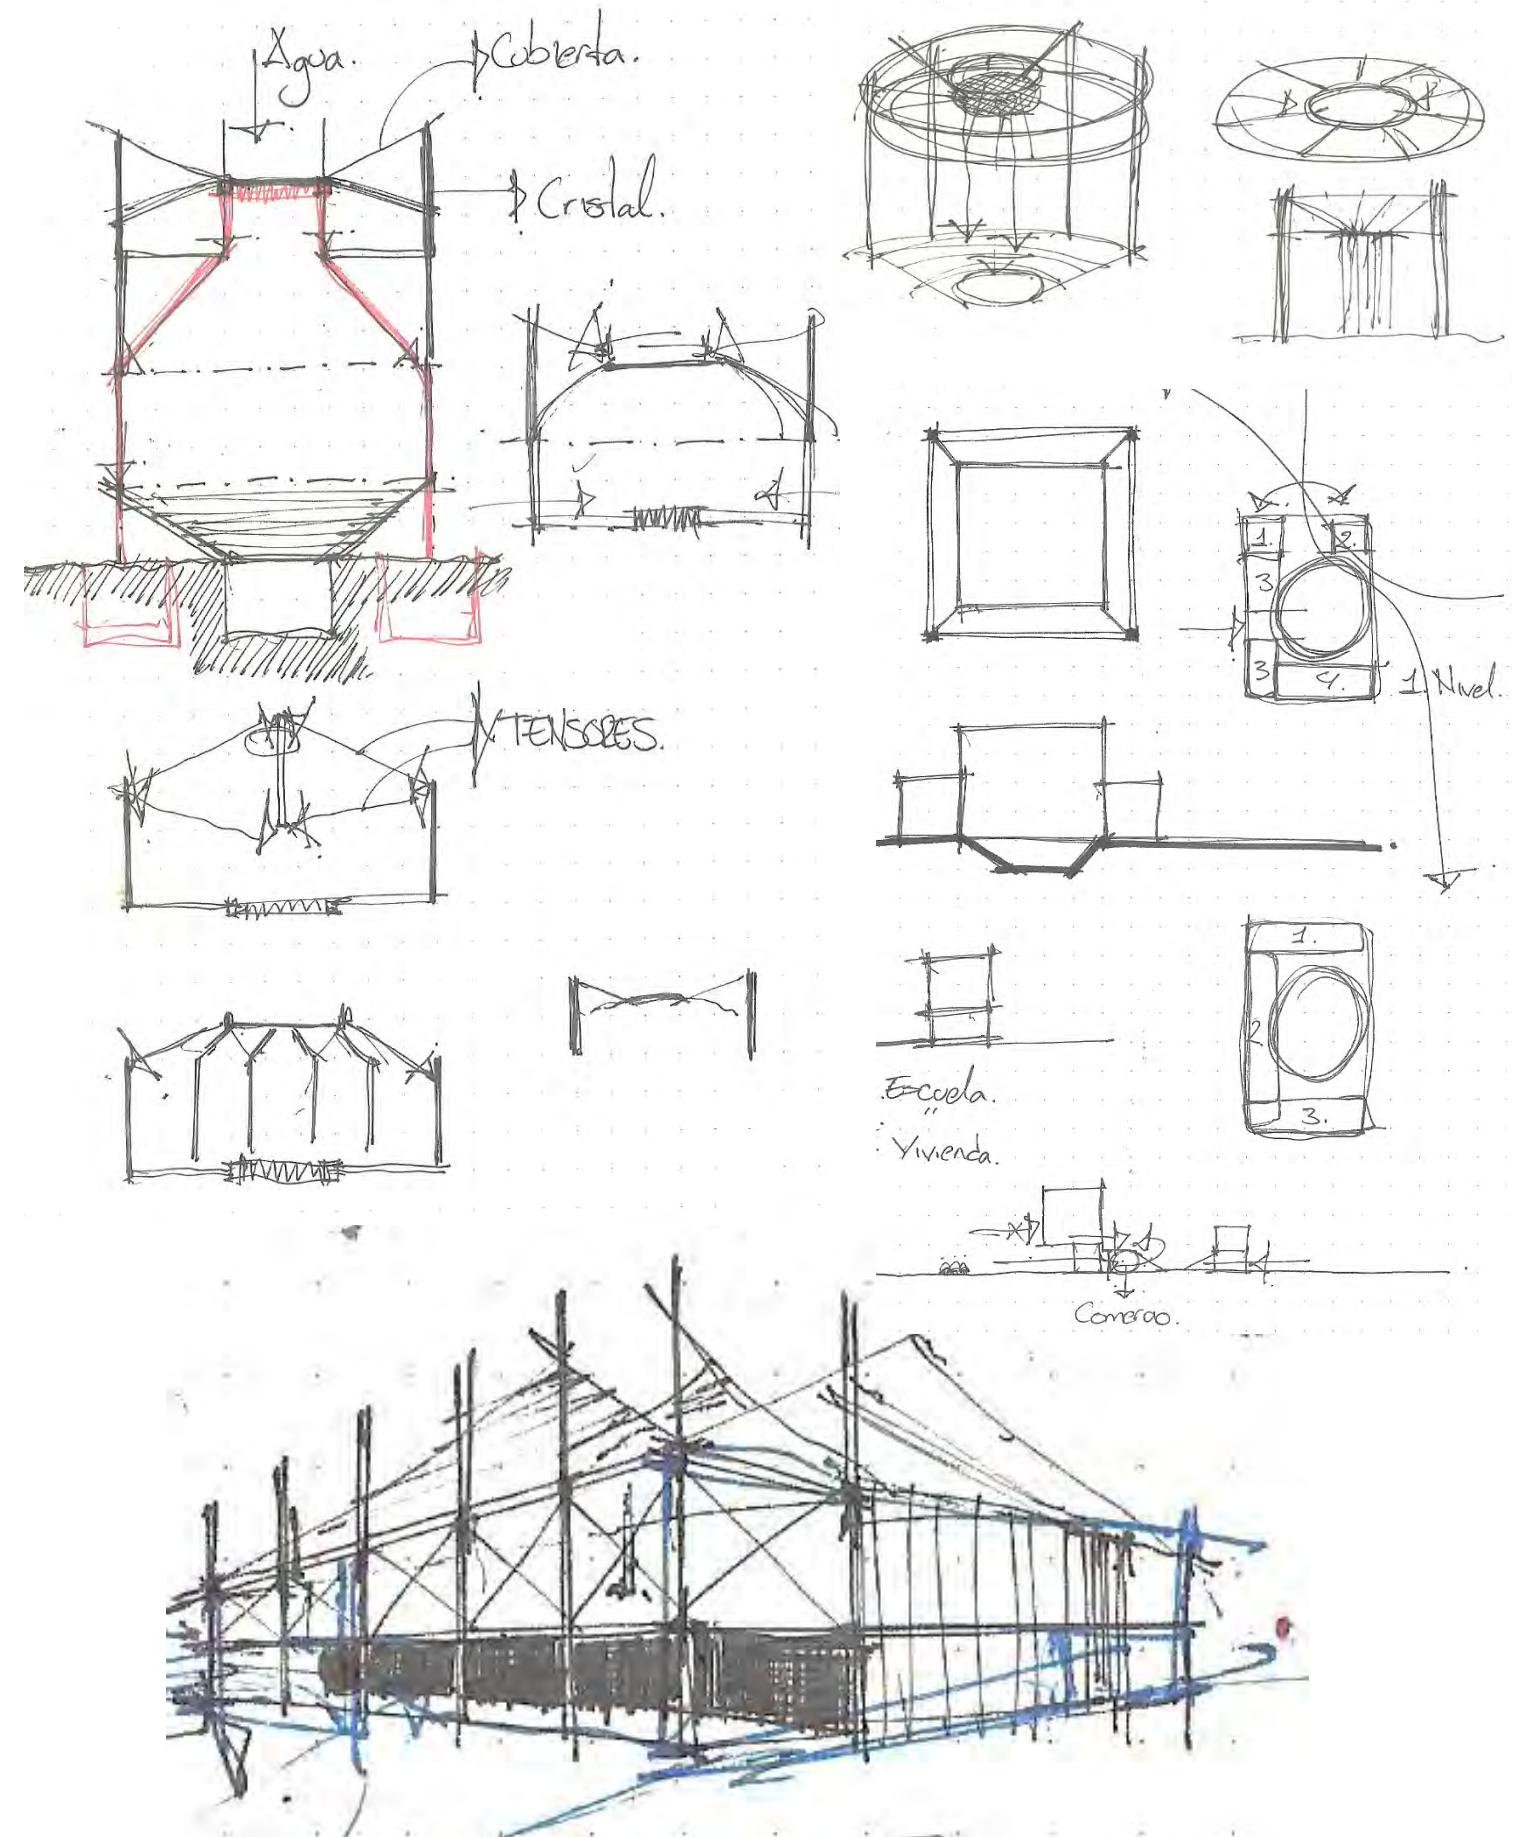 Agua.
Cubierta.
Cristal.
1. 2.
3
3 4.
1. Nivel.
TENSORES.
1.
2
3.
Escuela.
"
Vivienda.
Comercio.